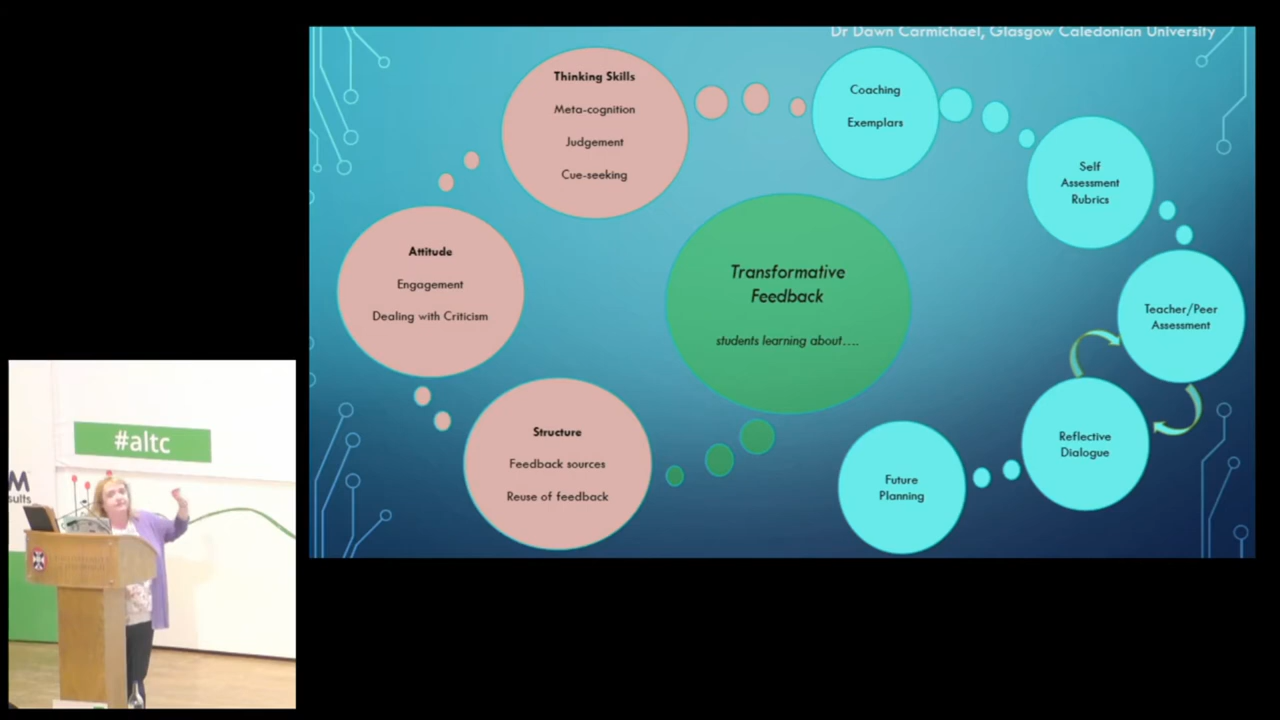 Dr Dawn Carmichael, Glasgow Caledonian University
Thinking Skills
Meta-cognition
Judgement
Cue-seeking
Coaching
Exemplars
Self
Assessment
Rubrics
Attitude
Engagement
Dealing with Criticism
Transformative
Feedback
students learning about....
Teacher/Peer
Assessment
Structure
Feedback sources
Reuse of feedback
Reflective
Dialogue
Future
Planning
#altc
M
sults